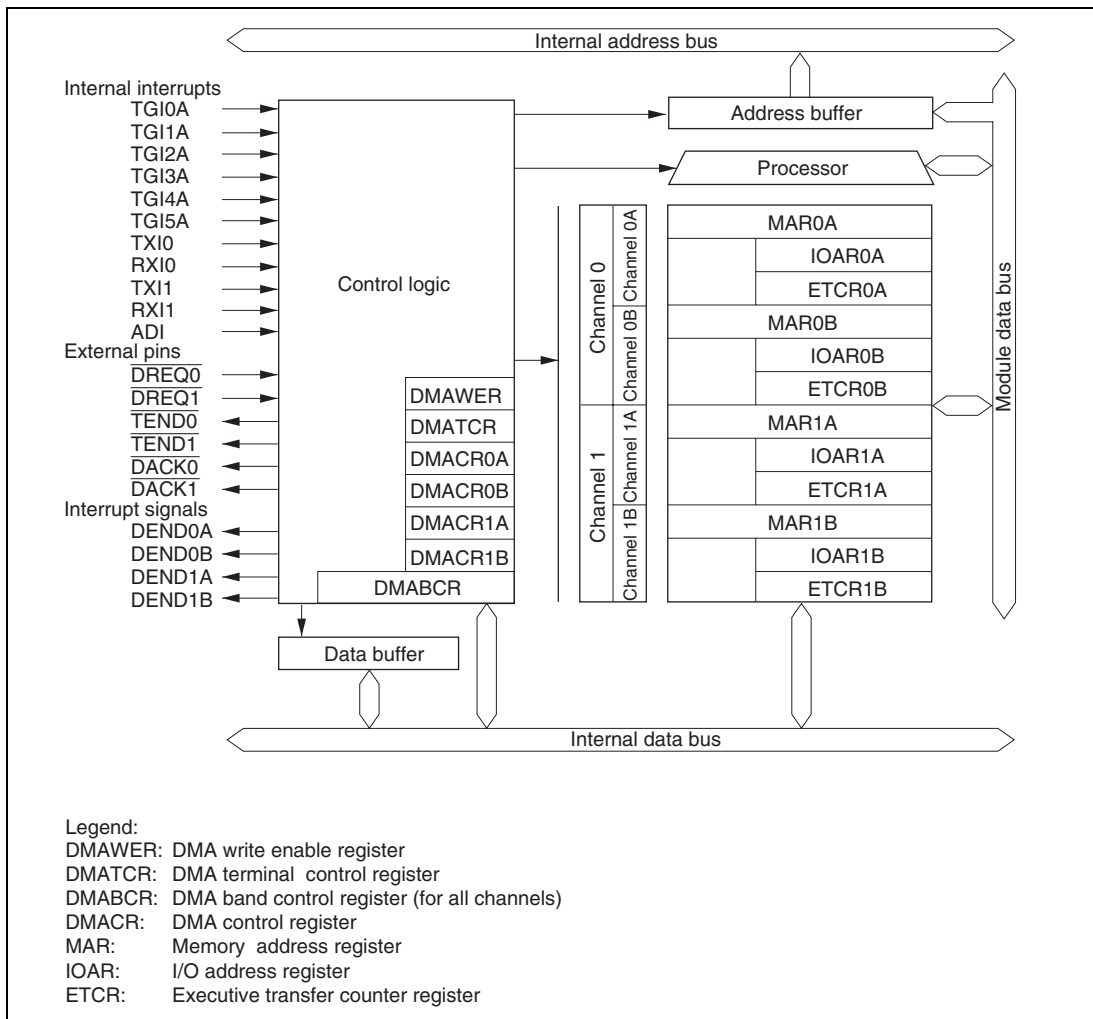 Internal address bus
Internal interrupts
TGI0A
TGI1A
TGI2A
TGI3A
TGI4A
TGI5A
TXI0
RXI0
TXI1
RXI1
ADI
External pins
DREQ0
DREQ1
TEND0
TEND1
DACK0
DACK1
Interrupt signals
DEND0A
DEND0B
DEND1A
DEND1B
Control logic
DMAWER
DMATCR
DMACR0A
DMACR0B
DMACR1A
DMACR1B
DMABCR
Data buffer
Address buffer
Processor
Channel 0
Channel 0A
Channel 0B
Channel 1
Channel 1A
Channel 1B
MAR0A
IOAR0A
ETCR0A
MAR0B
IOAR0B
ETCR0B
MAR1A
IOAR1A
ETCR1A
MAR1B
IOAR1B
ETCR1B
Module data bus
Internal data bus
Legend:
DMAWER: DMA write enable register
DMATCR: DMA terminal control register
DMABCR: DMA band control register (for all channels)
DMACR: DMA control register
MAR: Memory address register
IOAR: I/O address register
ETCR: Executive transfer counter register